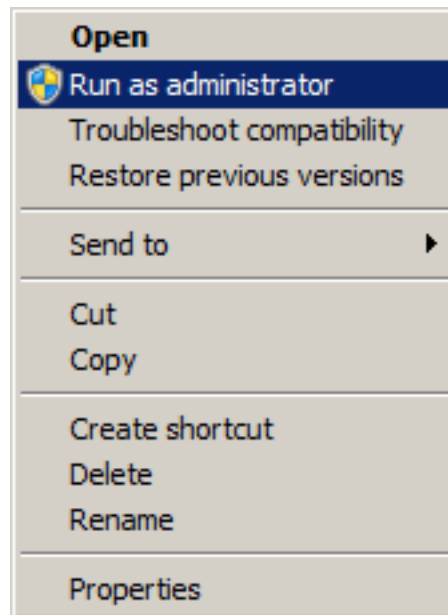 Open
Run as administrator
Troubleshoot compatibility
Restore previous versions
Send to
Cut
Copy
Create shortcut
Delete
Rename
Properties